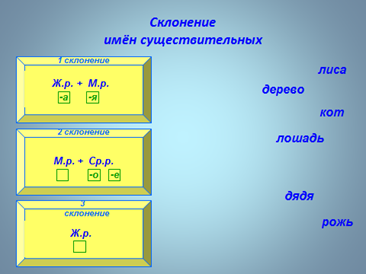 Склонение
имён существительных
1 склонение
Ж.р. + М.р.
-а -я
2 склонение
М.р. + Ср.р.
-о -е
3
склонение
Ж.р.
лиса
дерево
кот
лошадь
дядя
рожь